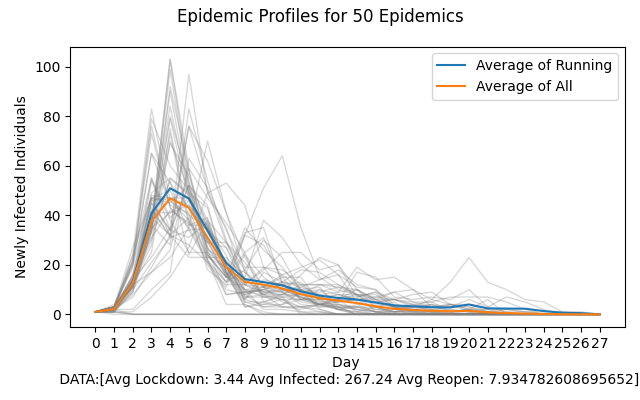 Epidemic Profiles for 50 Epidemics
Average of Running
Average of All
Newly Infected Individuals
100
80
60
40
20
0
0 1 2 3 4 5 6 7 8 9 10 11 12 13 14 15 16 17 18 19 20 21 22 23 24 25 26 27
Day
DATA:[Avg Lockdown: 3.44 Avg Infected: 267.24 Avg Reopen: 7.934782608695652]